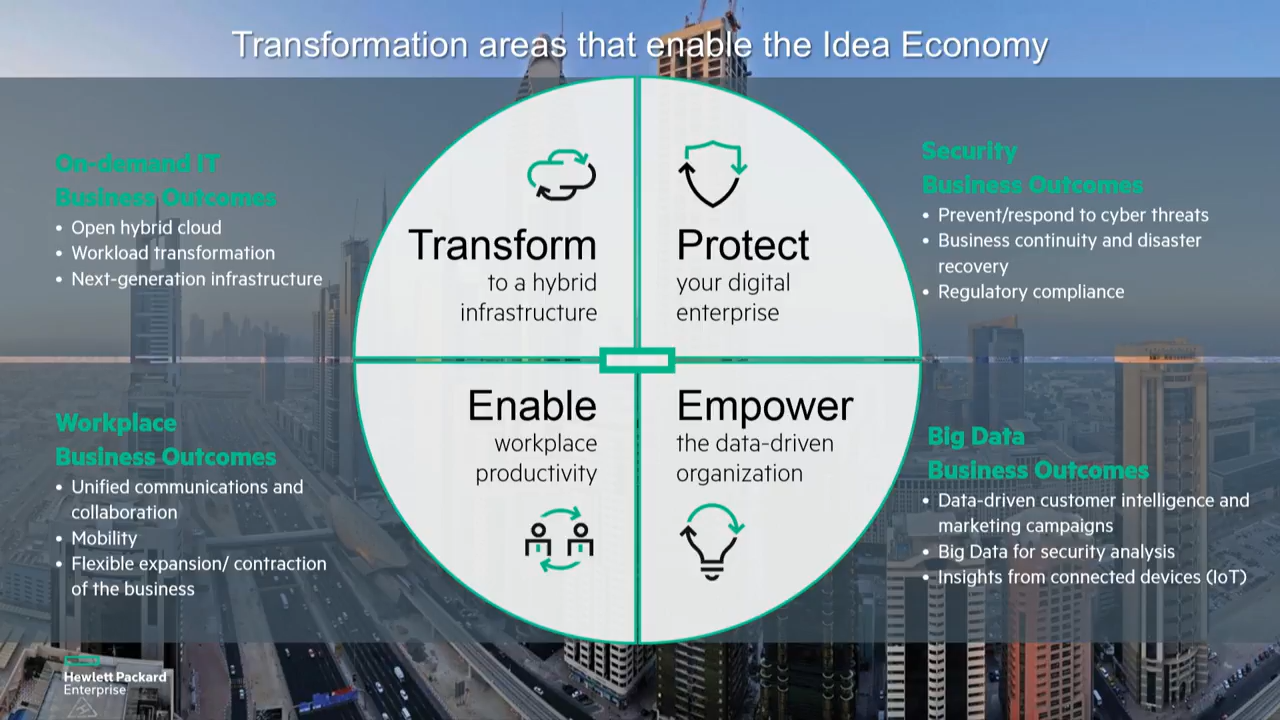 Transformation areas that enable the Idea Economy
On-demand IT
Business Outcomes
• Open hybrid cloud
• Workload transformation
• Next-generation infrastructure
Transform
to a hybrid
infrastructure
Protect
your digital
enterprise
Security
Business Outcomes
• Prevent/respond to cyber threats
• Business continuity and disaster
recovery
• Regulatory compliance
Workplace
Business Outcomes
• Unified communications and
collaboration
• Mobility
• Flexible expansion/ contraction
of the business
Enable
workplace
productivity
Empower
the data-driven
organization
Big Data
Business Outcomes
• Data-driven customer intelligence and
marketing campaigns
• Big Data for security analysis
• Insights from connected devices (IoT)
Hewlett Packard
Enterprise